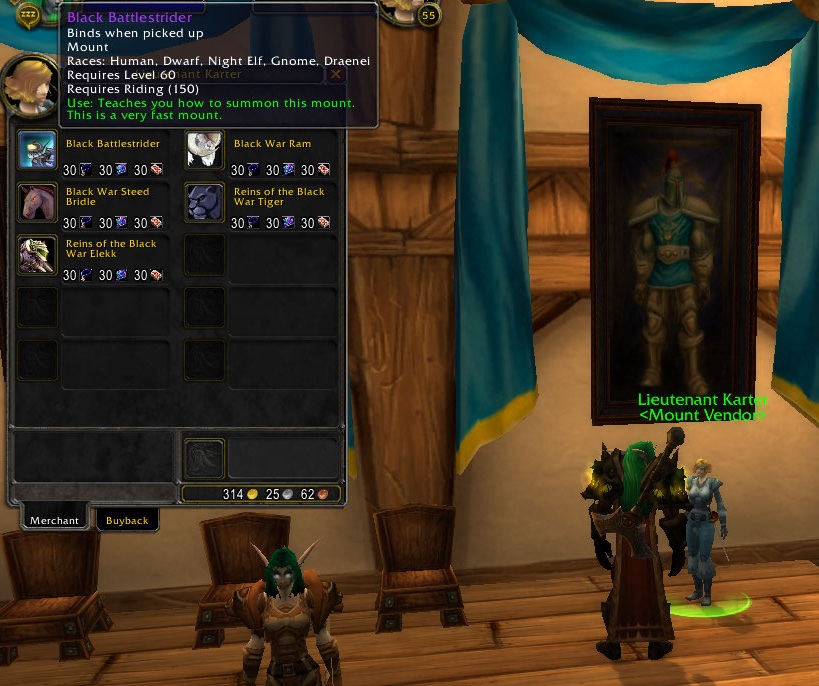 zzz
55
Black Battlestrider
Binds when picked up
Mount
Races: Human, Dwarf, Night Elf, Gnome, Draenei
Requires Level 60
Requires Riding (150)
Use: Teaches you how to summon this mount.
This is a very fast mount.
Lieutenant Karter
Black Battlestrider
30 30 30
Black War Ram
30 30 30
Black War Steed
Bridle
30 30 30
Reins of the Black
War Tiger
30 30 30
Reins of the Black
War Elekk
30 30 30
314 25 62
Merchant
Buyback
Lieutenant Karter
<Mount Vendor>